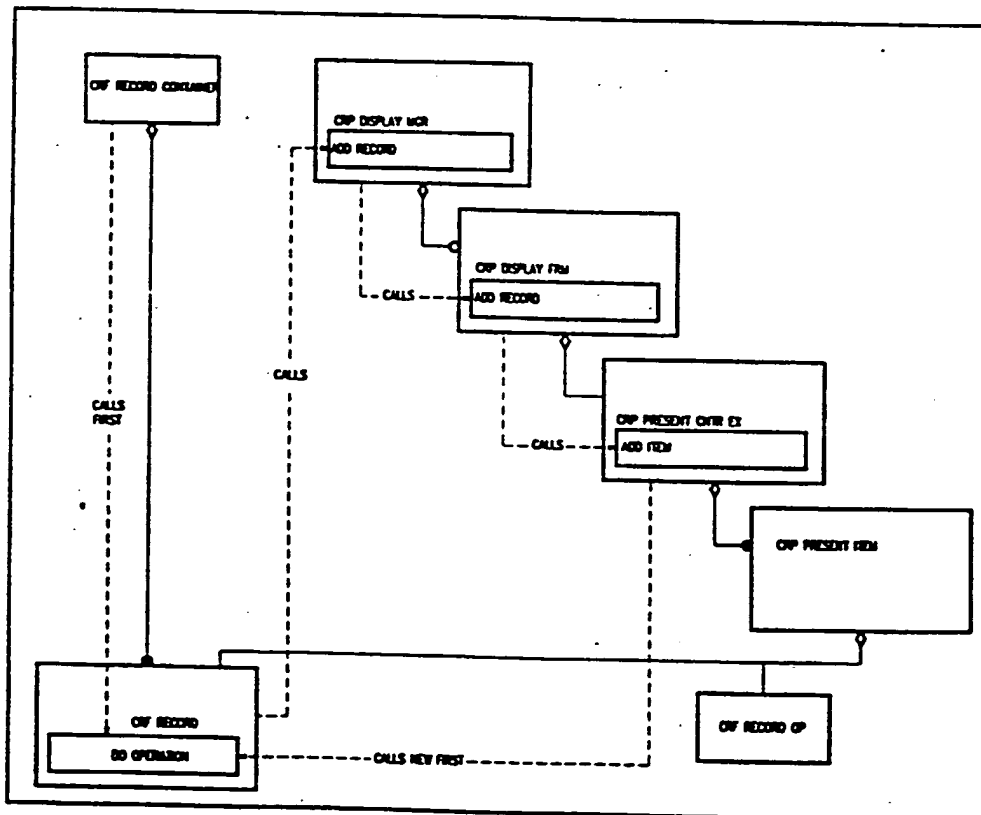 CRF RECORD CONTAINER
CRP DISPLAY MGR
ADD RECORD
CRP DISPLAY FRM
CALLS
ADD RECORD
CALLS
CALLS
FIRST
CRP PRESENT CNTR EX
CALLS
ADD ITEM
CRP PRESENT ITEM
CRF RECORD
CRF RECORD OP
DO OPERATION
CALLS NEW FIRST